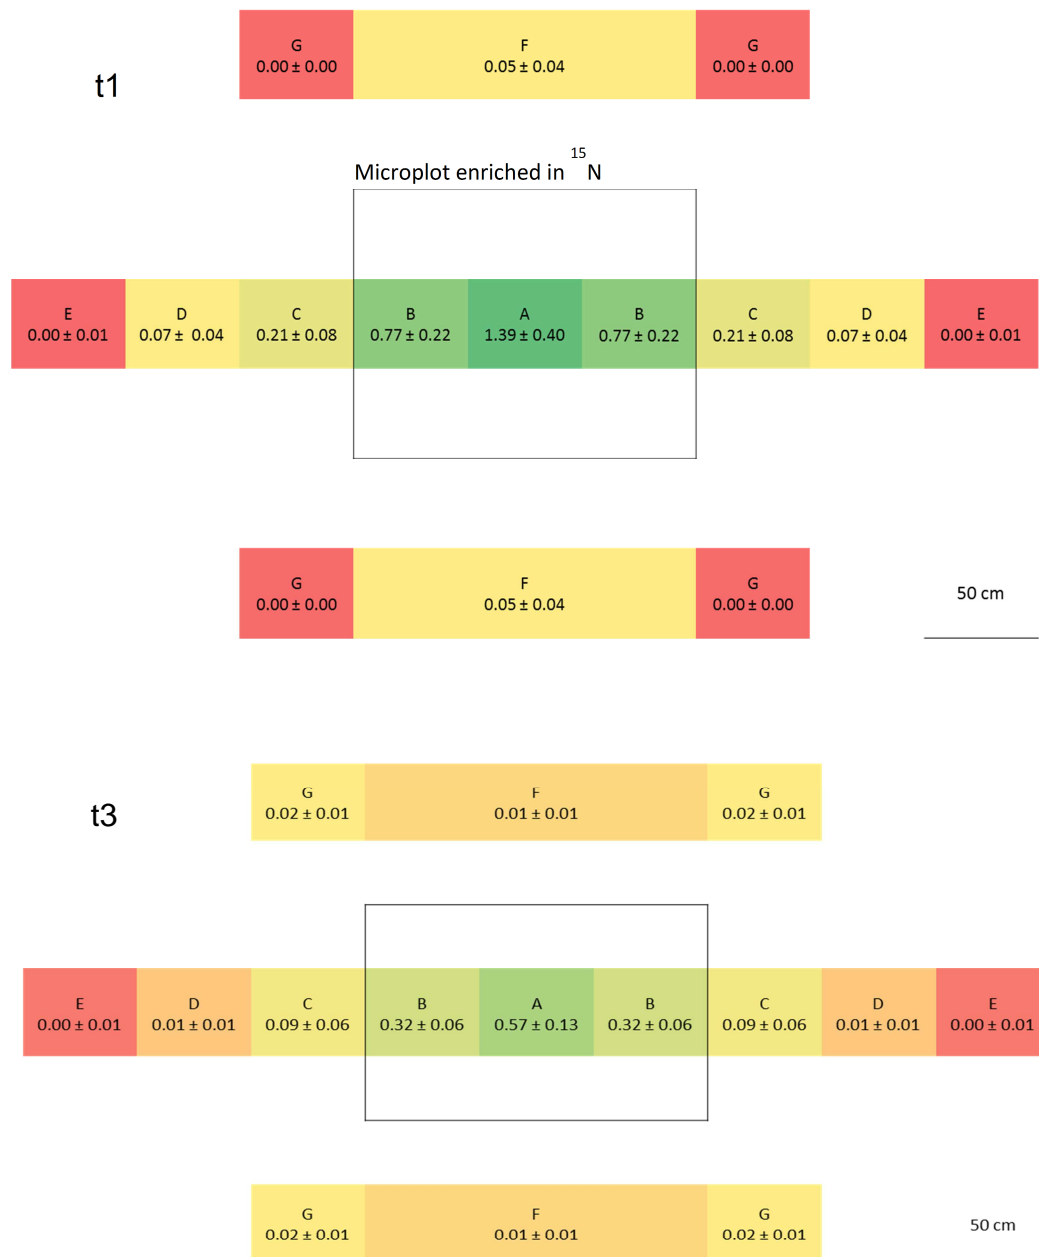 G F G
0.00 ± 0.00 0.05 ± 0.04 0.00 ± 0.00
t1
Microplot enriched in 15N
E D C B A B C D E
0.00 ± 0.01 0.07 ± 0.04 0.21 ± 0.08 0.77 ± 0.22 1.39 ± 0.40 0.77 ± 0.22 0.21 ± 0.08 0.07 ± 0.04 0.00 ± 0.01
G F G
0.00 ± 0.00 0.05 ± 0.04 0.00 ± 0.00
50 cm
G F G
0.02 ± 0.01 0.01 ± 0.01 0.02 ± 0.01
t3
E D C B A B C D E
0.00 ± 0.01 0.01 ± 0.01 0.09 ± 0.06 0.32 ± 0.06 0.57 ± 0.13 0.32 ± 0.06 0.09 ± 0.06 0.01 ± 0.01 0.00 ± 0.01
G F G
0.02 ± 0.01 0.01 ± 0.01 0.02 ± 0.01
50 cm